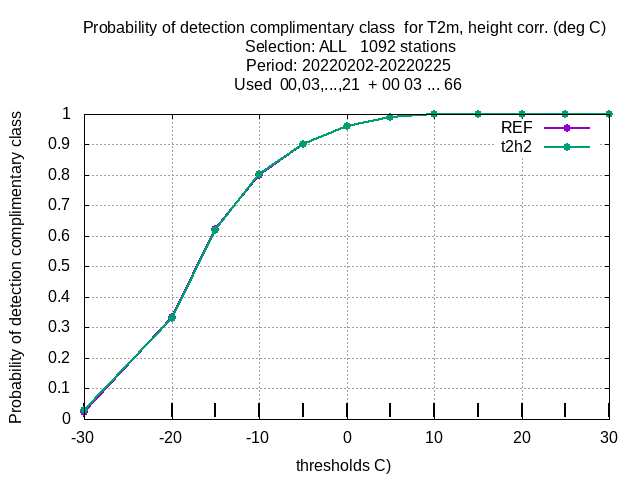 Probability of detection complimentary class  for T2m, height corr. (deg C)
Selection: ALL   1092 stations
Period: 20220202-20220225
Used  00,03,...,21  + 00 03 ... 66
Probability of detection complimentary class
1
0.9
0.8
0.7
0.6
0.5
0.4
0.3
0.2
0.1
0
REF
t2h2
-30
-20
-10
0
10
20
30
thresholds C)